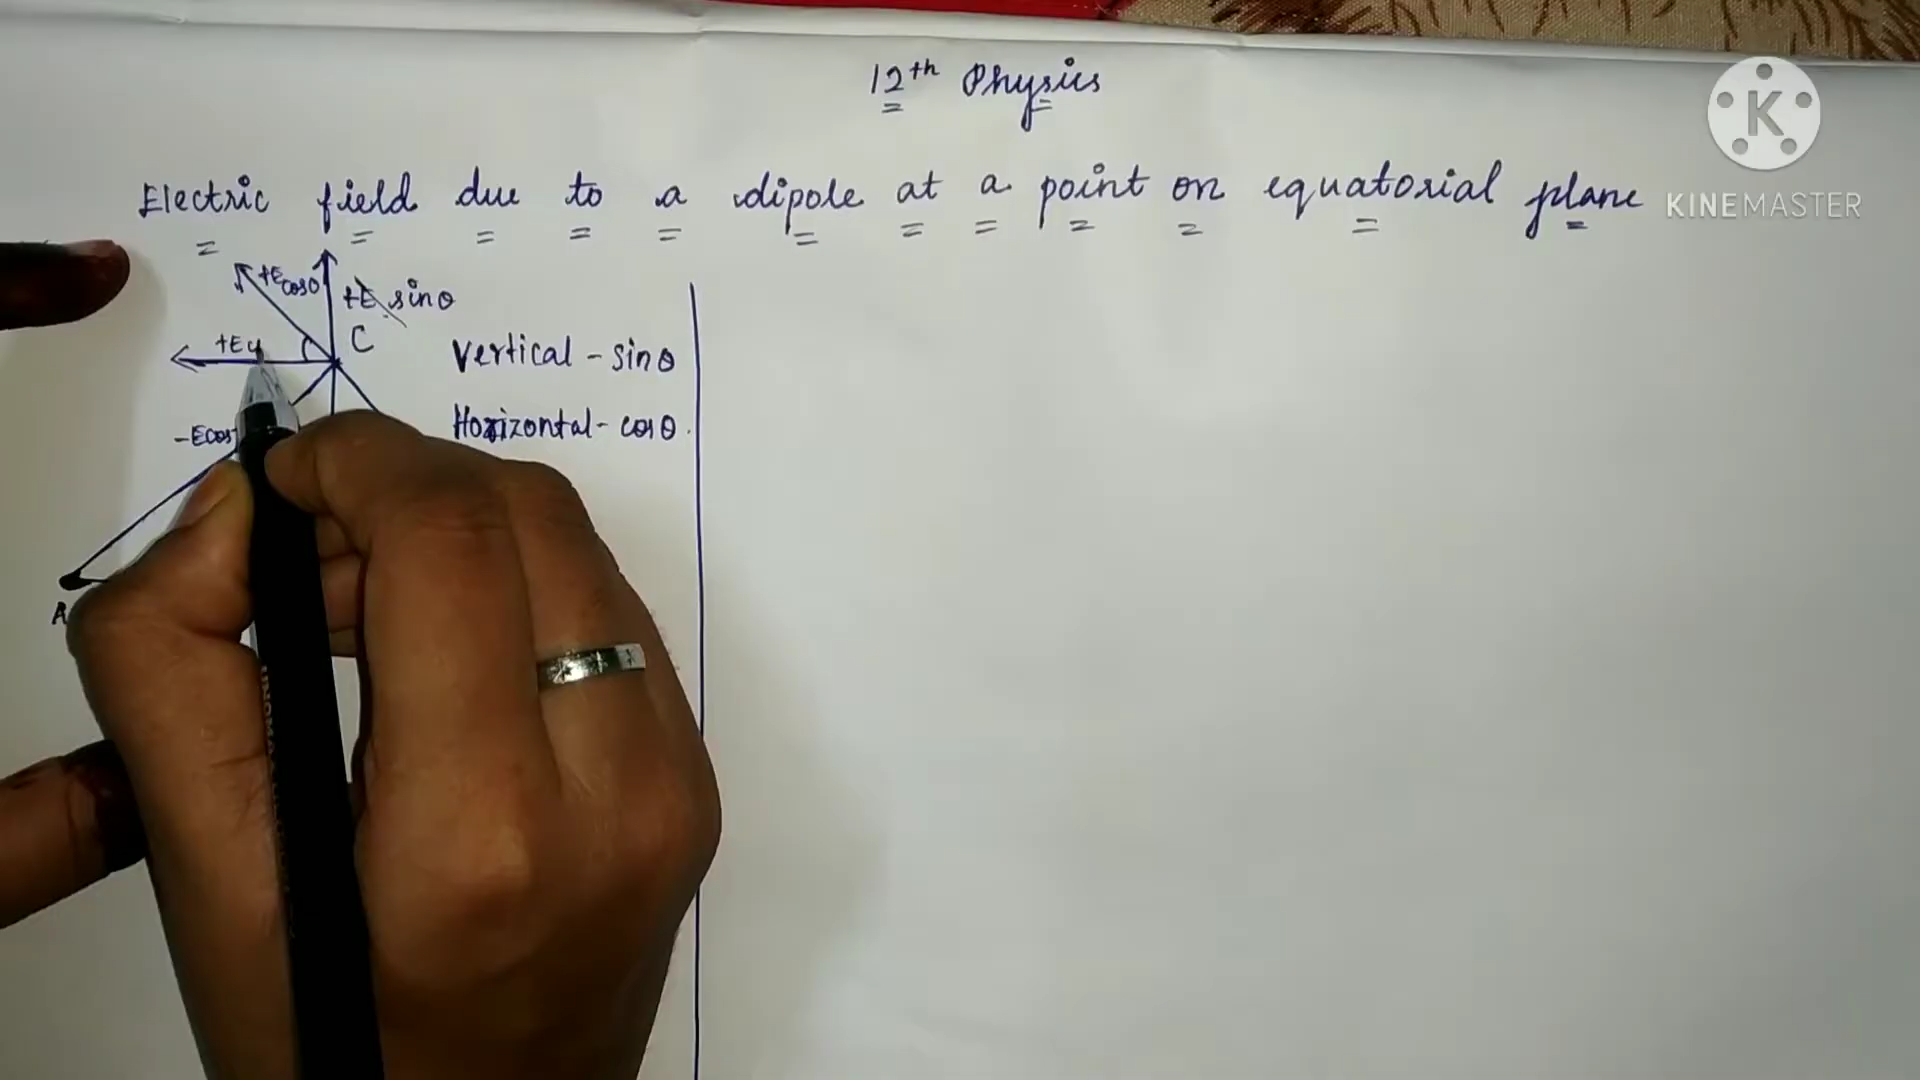 12th Physics
K
KINEMASTER
Electric field due to a dipole at a point on equatorial plane
+E cosθ
+E sinθ
C
Vertical - sinθ
Horizontal - cosθ
-Ecos
A